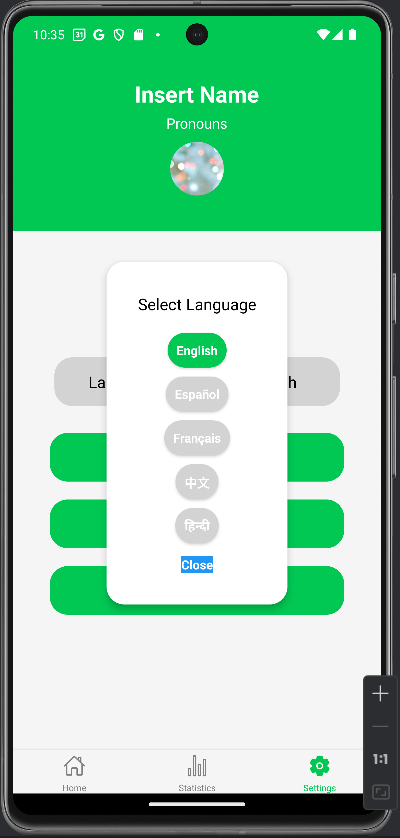 10:35
31
G
Insert Name
Pronouns
Select Language
English
La
h
Español
Français
中文
हिन्दी
Close
Home
Statistics
Settings
1:1